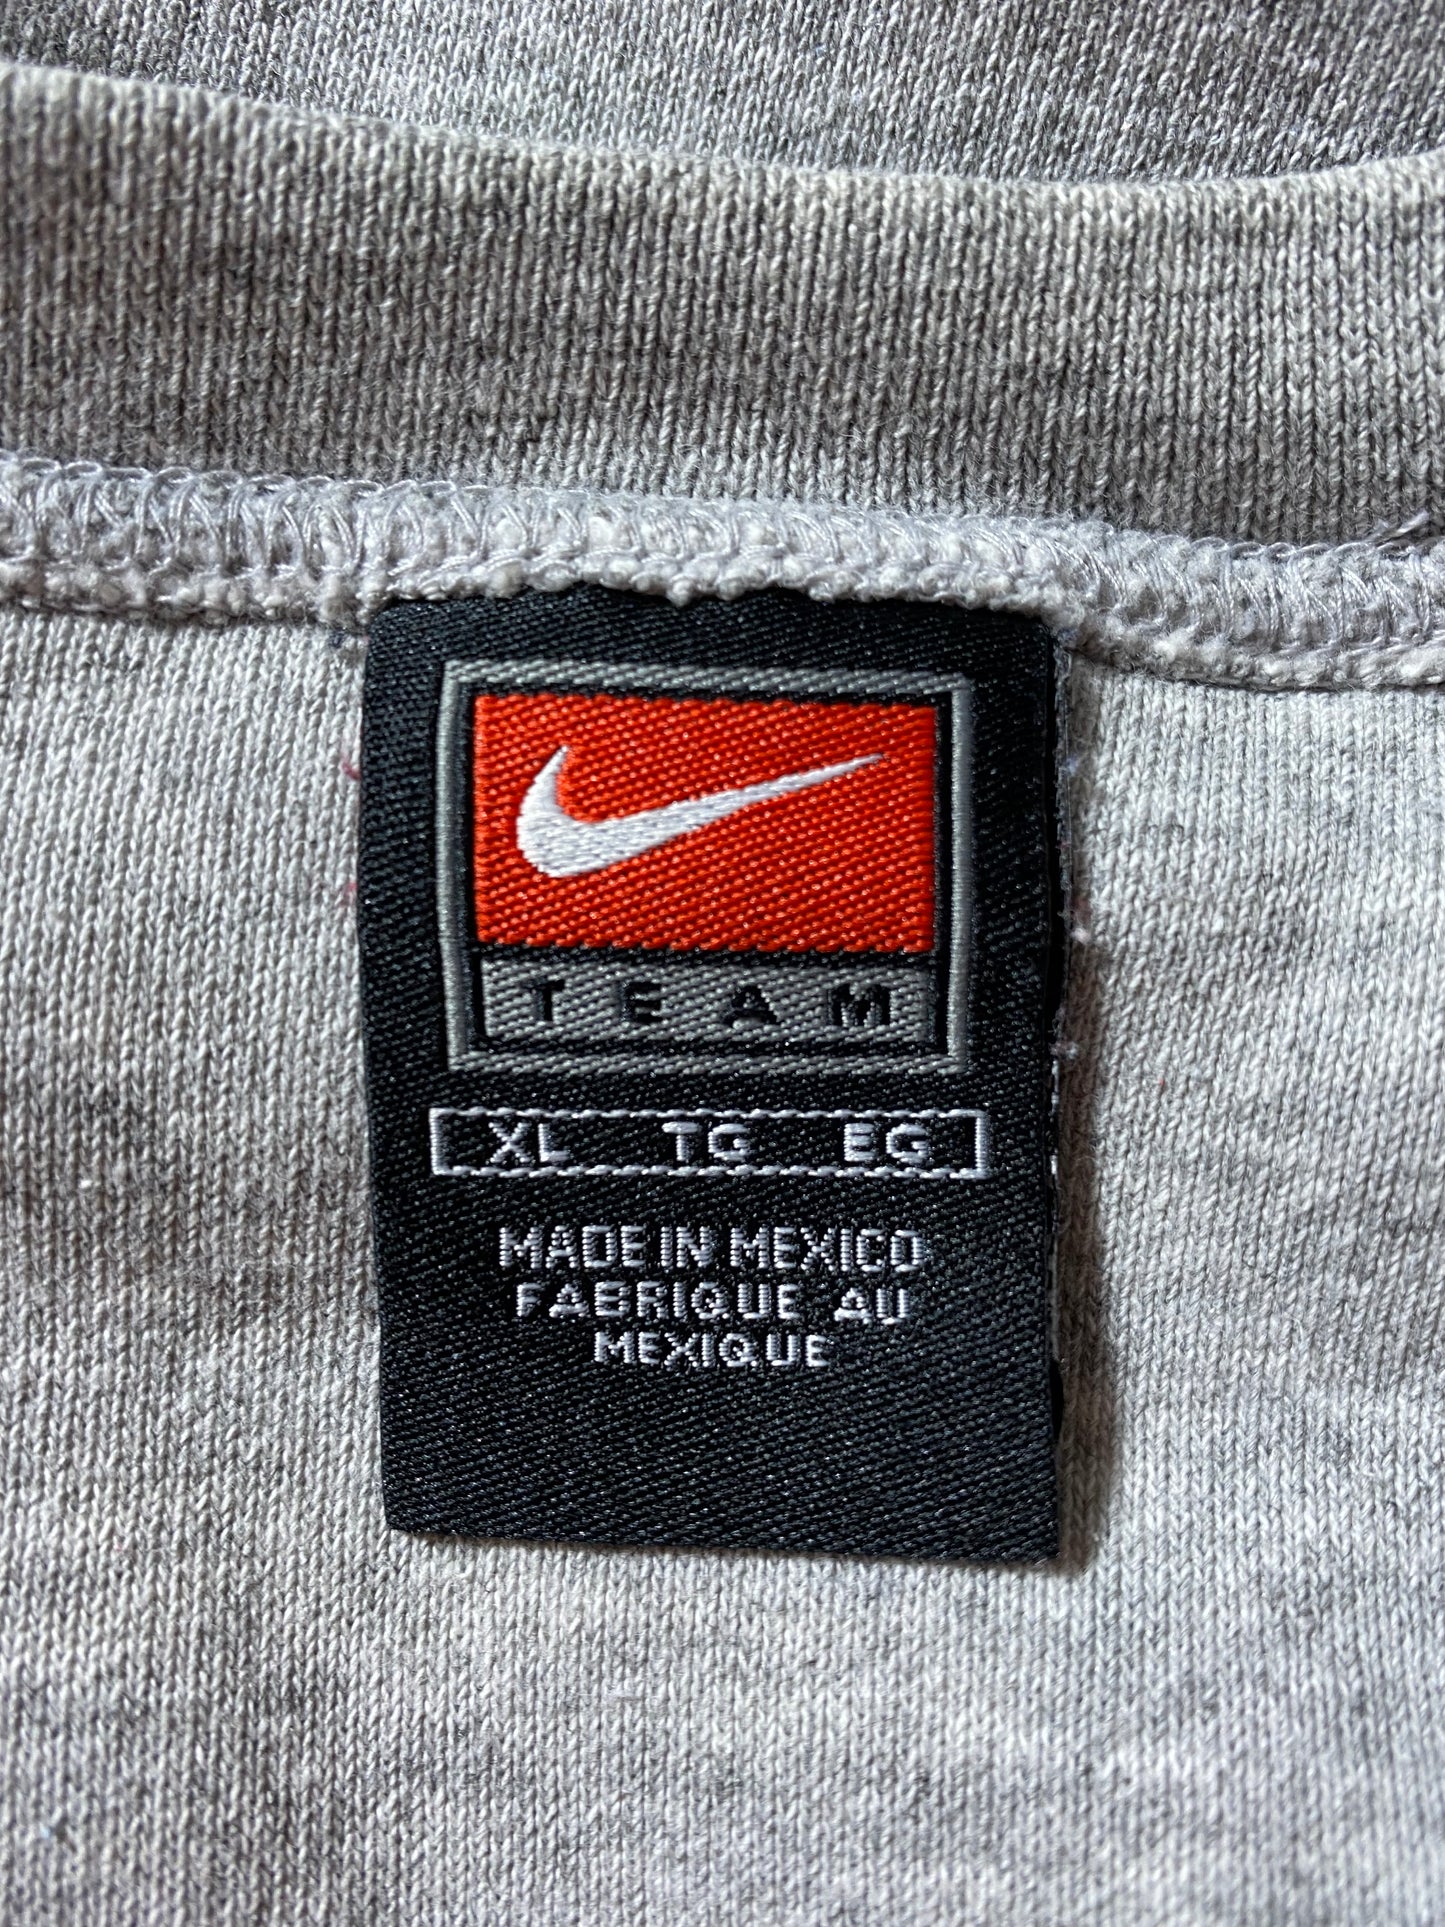 TEAM
XL TG EG
MADE IN MEXICO
FABRIQUE AU
MEXIQUE